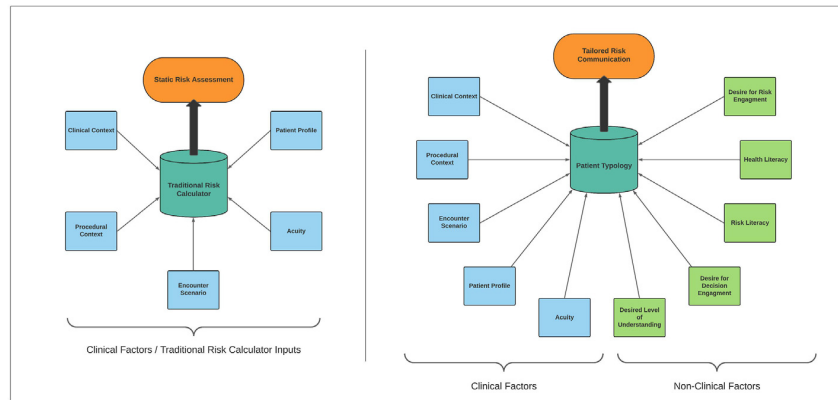 Static Risk Assessment
Clinical Context
Patient Profile
Traditional Risk
Calculator
Procedural
Context
Acuity
Encounter
Scenario
Clinical Factors / Traditional Risk Calculator Inputs
Tailored Risk
Communication
Clinical Context
Desire for Risk
Engagment
Procedural
Context
Patient Typology
Health Literacy
Encounter
Scenario
Risk Literacy
Patient Profile
Desire for
Decision
Engagment
Acuity
Desired Level of
Understanding
Clinical Factors
Non-Clinical Factors